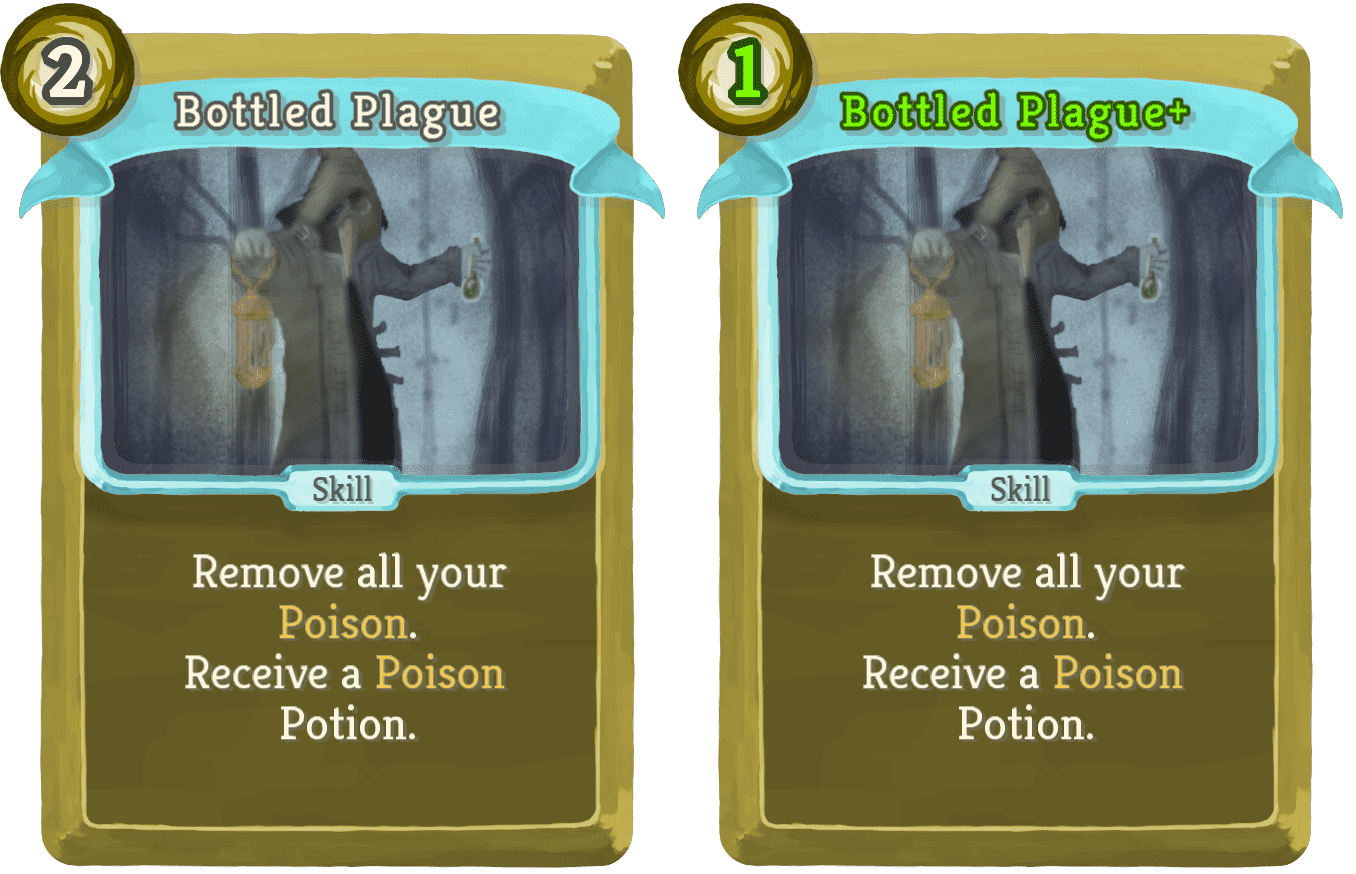 2
Bottled Plague
Skill
Remove all your
Poison.
Receive a Poison
Potion.
1
Bottled Plague+
Skill
Remove all your
Poison.
Receive a Poison
Potion.